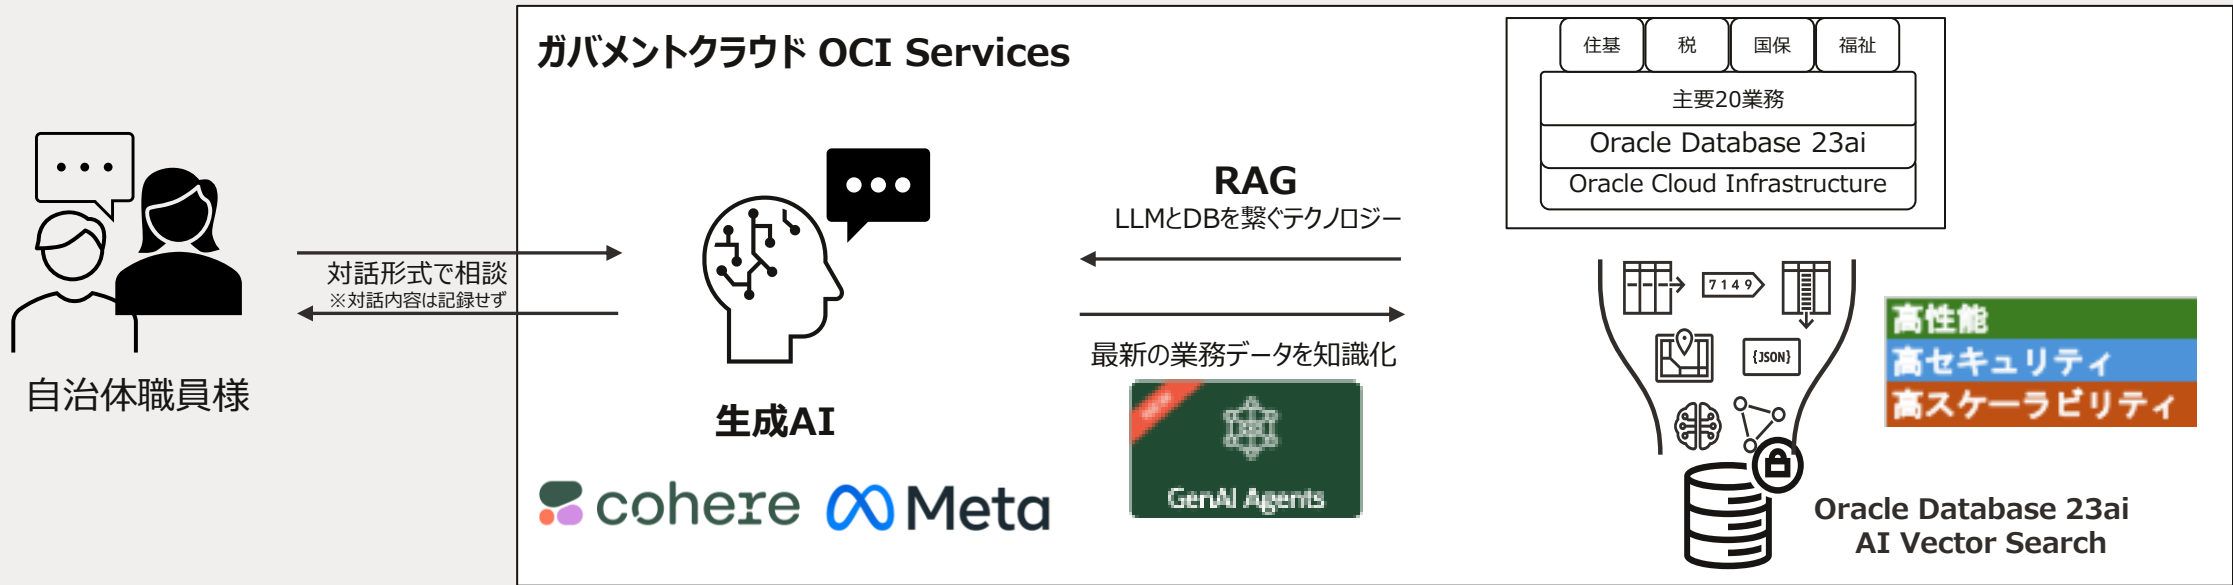 ガバメントクラウド OCI Services
住基
税
国保
福祉
主要20業務
Oracle Database 23ai
Oracle Cloud Infrastructure
RAG
LLMとDBを繋ぐテクノロジー
対話形式で相談
※対話内容は記録せず
最新の業務データを知識化
自治体職員様
生成AI
cohere
Meta
NEW
GenAI Agents
7149
{JSON}
高性能
高セキュリティ
高スケーラビリティ
Oracle Database 23ai
AI Vector Search